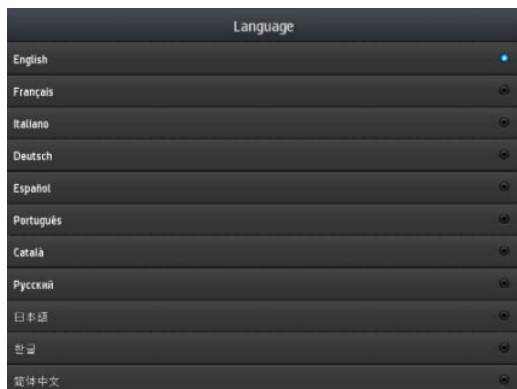 Language
English
Français
Italiano
Deutsch
Español
Português
Català
Русский
日本語
한글
简体中文